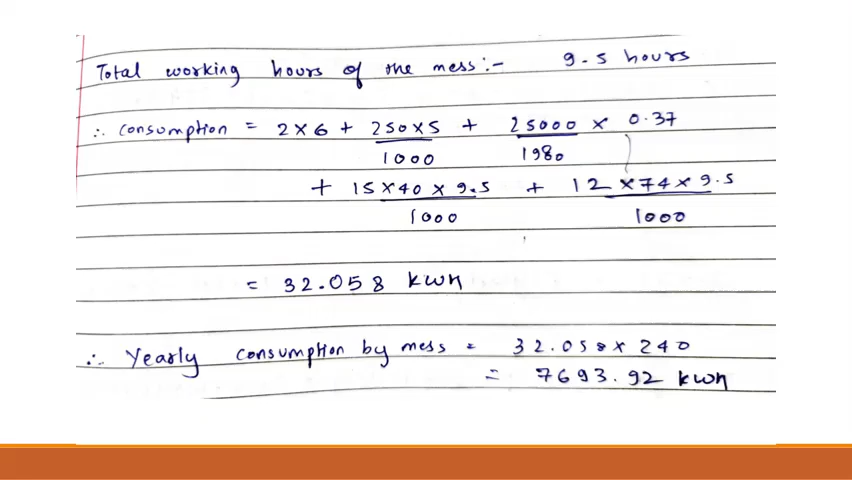 Total working hours of the mess:- 9.5 hours
∴ consumption = 2 x 6 + 250 x 5 + 25000 x 0.37
1000 1980
+ 15 x 40 x 9.5 + 12 x 74 x 9.5
1000 1000
= 32.058 kwh
∴ Yearly consumption by mess = 32.058 x 240
= 7693.92 kwh